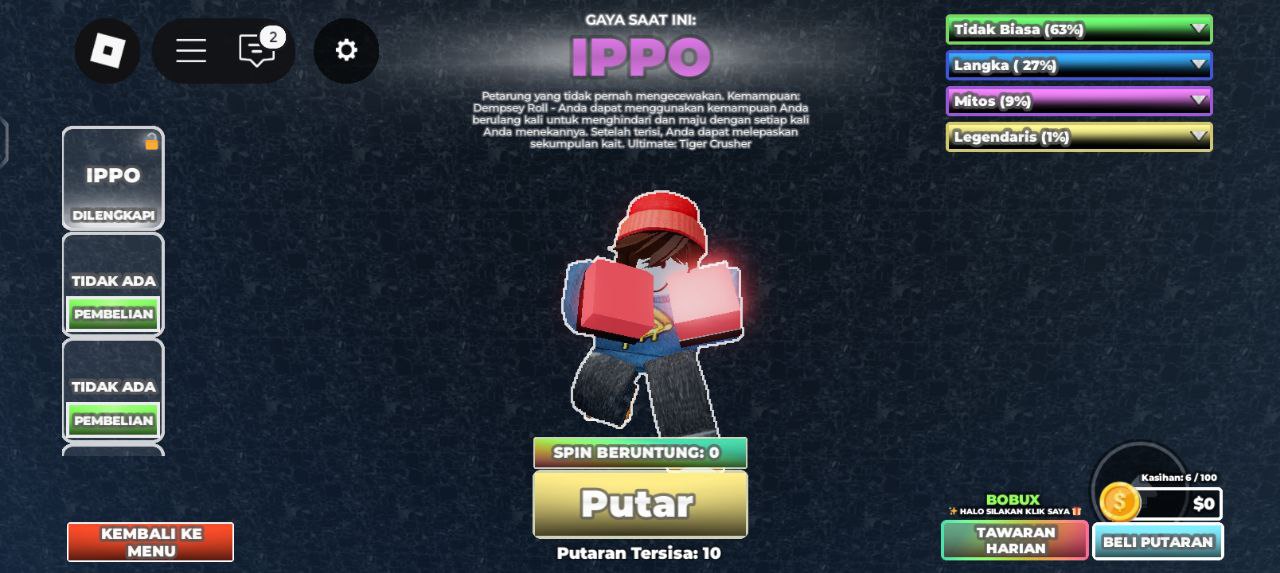 2
GAYA SAAT INI:
IPPO
Petarung yang tidak pernah mengecewakan. Kemampuan:
Dempsey Roll - Anda dapat menggunakan kemampuan Anda
berulang kali untuk menghindari dan maju dengan setiap kali
Anda menekannya. Setelah terisi, Anda dapat melepaskan
sekumpulan kait. Ultimate: Tiger Crusher
Tidak Biasa (63%)
Langka ( 27%)
Mitos (9%)
Legendaris (1%)
IPPO
DILENGKAPI
TIDAK ADA
PEMBELIAN
TIDAK ADA
PEMBELIAN
SPIN BERUNTUNG: 0
Putar
Putaran Tersisa: 10
KEMBALI KE
MENU
Kasihan: 6 / 100
$0
BOBUX
✨ HALO SILAKAN KLIK SAYA 🎁
TAWARAN
HARIAN
BELI PUTARAN